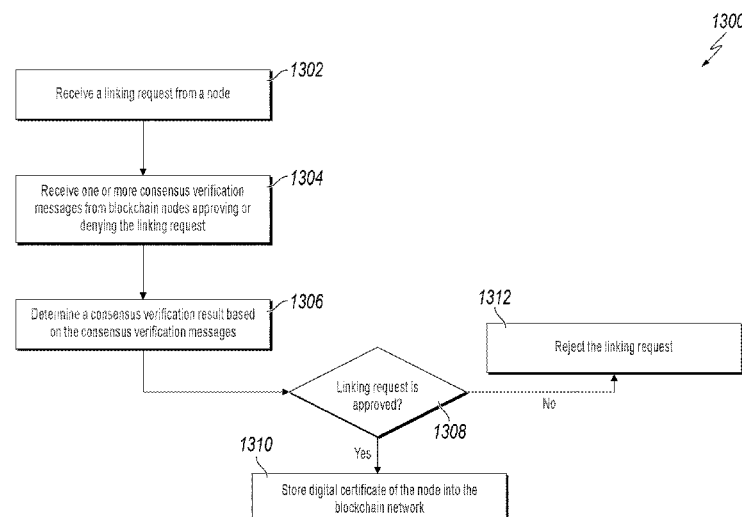 1300
1302
Receive a linking request from a node
1304
Receive one or more consensus verification
messages from blockchain nodes approving or
denying the linking request
1306
Determine a consensus verification result based
on the consensus verification messages
1312
Reject the linking request
Linking request is
approved?
1308
No
Yes
1310
Store digital certificate of the node into the
blockchain network